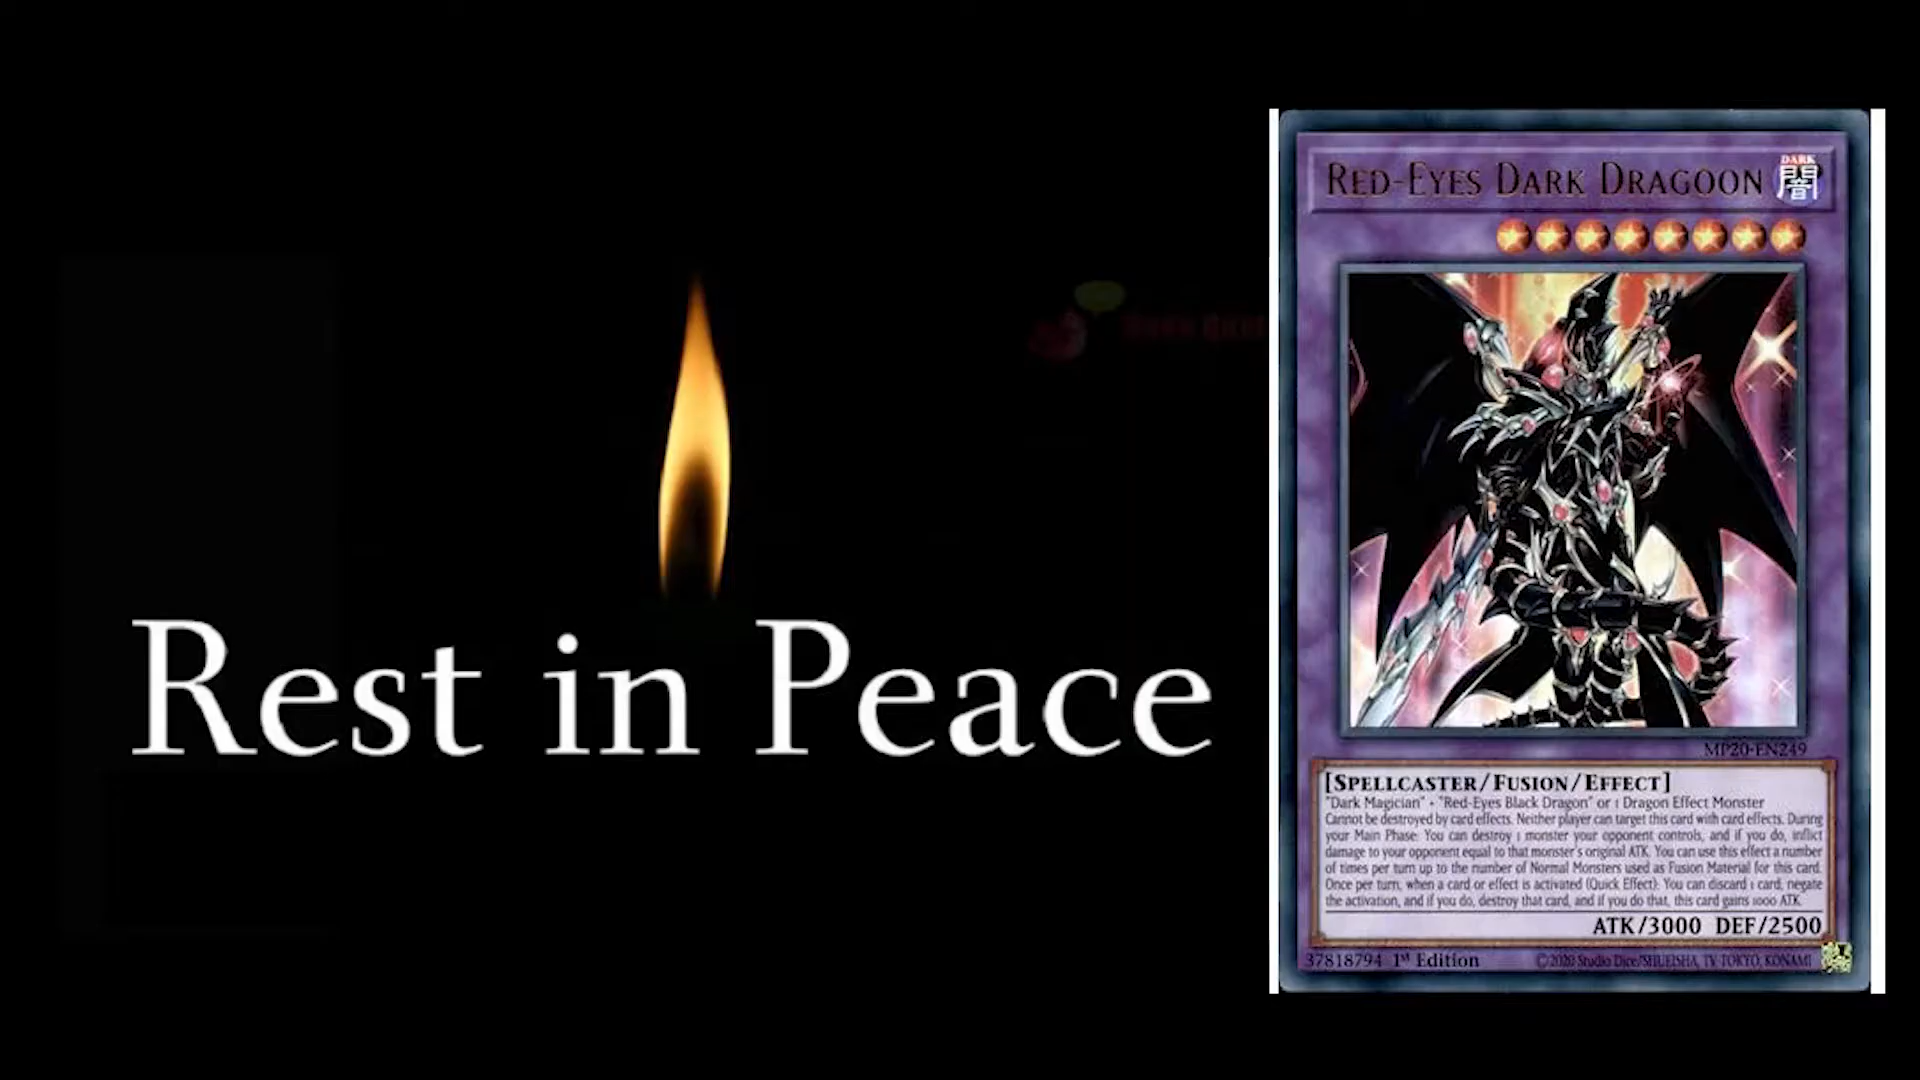 Rest in Peace
RED-EYES DARK DRAGOON
DARK
闇
MP20-EN249
[SPELLCASTER/FUSION/EFFECT]
"Dark Magician" + "Red-Eyes Black Dragon" or 1 Dragon Effect Monster
Cannot be destroyed by card effects. Neither player can target this card with card effects. During
your Main Phase: You can destroy 1 monster your opponent controls, and if you do, inflict
damage to your opponent equal to that monster's original ATK. You can use this effect a number
of times per turn up to the number of Normal Monsters used as Fusion Material for this card.
Once per turn, when a card or effect is activated (Quick Effect): You can discard 1 card, negate
the activation, and if you do, destroy that card, and if you do that, this card gains 1000 ATK.
ATK/3000 DEF/2500
37818794 1st Edition
©2020 Studio Dice/SHUEISHA, TV TOKYO, KONAMI